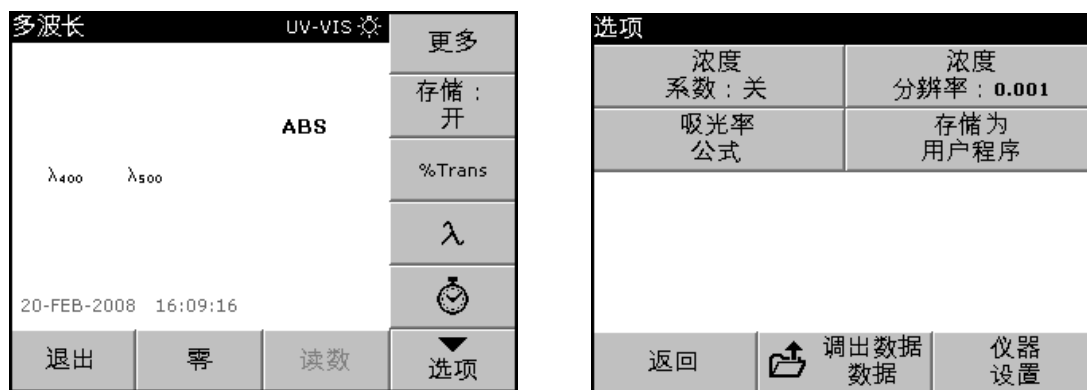 多波长 UV-VIS
更多
存储：
开
ABS
%Trans
λ400 λ500
λ
20-FEB-2008 16:09:16
退出
零
读数
选项
选项
浓度
系数：关
浓度
分辨率：0.001
吸光率
公式
存储为
用户程序
返回
调出数据
数据
仪器
设置